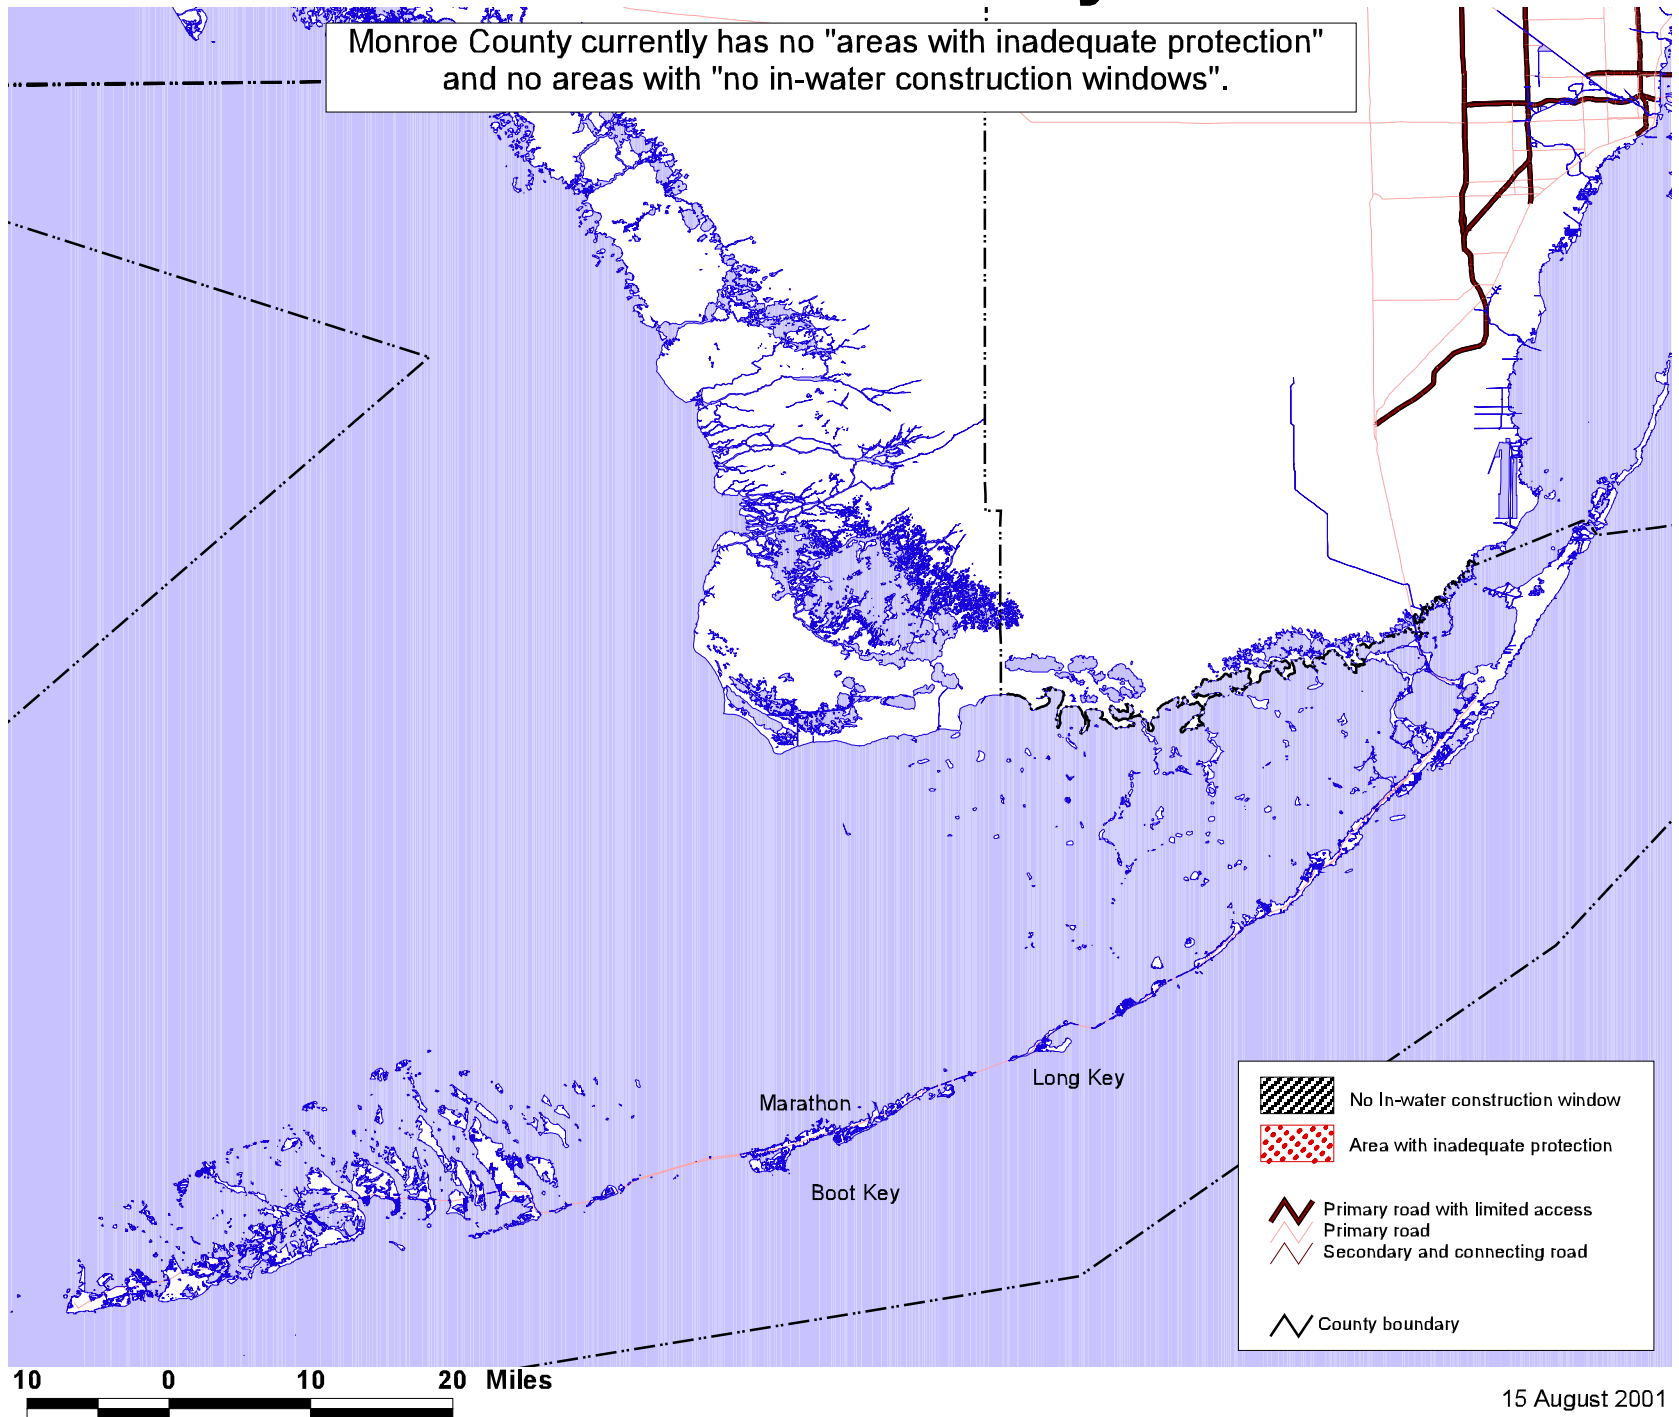 Monroe County currently has no "areas with inadequate protection"
and no areas with "no in-water construction windows".
Long Key
Marathon
Boot Key
No In-water construction window
Area with inadequate protection
Primary road with limited access
Primary road
Secondary and connecting road
County boundary
10 0 10 20 Miles
15 August 2001